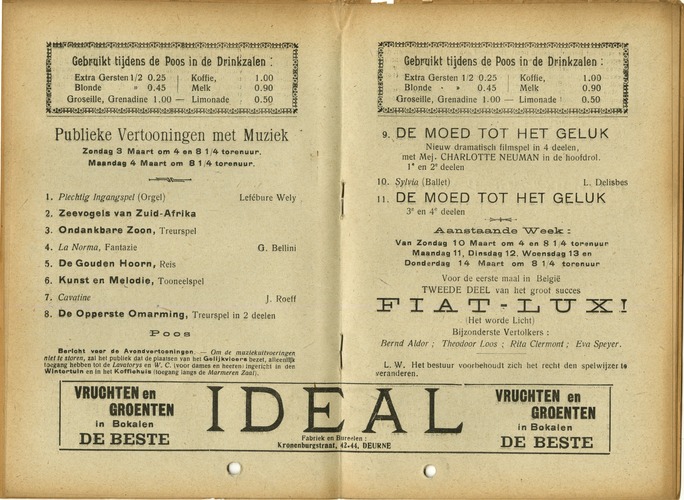 Gebruikt tijdens de Poos in de Drinkzalen :
Extra Gersten 1/2 0.25 | Koffie, 1.00
Blonde " 0.45 | Melk 0.90
Groseille, Grenadine 1.00 — Limonade 0.50
Publieke Vertooningen met Muziek
Zondag 3 Maart om 4 en 8 1/4 torenuur.
Maandag 4 Maart om 8 1/4 torenuur.
1. Plechtig Ingangspel (Orgel) Lefébure Wely
2. Zeevogels van Zuid-Afrika
3. Ondankbare Zoon, Treurspel
4. La Norma, Fantazie G. Bellini
5. De Gouden Hoorn, Reis
6. Kunst en Melodie, Tooneelspel
7. Cavatine J. Roeff
8. De Opperste Omarming, Treurspel in 2 deelen
Poos
Bericht voor de Avondvertooningen. — Om de muziekuitvoeringen
niet te storen, zal het publiek dat de plaatsen van het Gelijkvloers bezet, alleenlijk
toegang hebben tot de Lavatorys en W. C. (voor dames en heeren) ingericht in den
Wintertuin en in het Koffiehuis (toegang langs de Marmeren Zaal).
Gebruikt tijdens de Poos in de Drinkzalen :
Extra Gersten 1/2 0.25 | Koffie, 1.00
Blonde " 0.45 | Melk 0.90
Groseille, Grenadine 1.00 — Limonade 0.50
9. DE MOED TOT HET GELUK
Nieuw dramatisch filmspel in 4 deelen,
met Mej. CHARLOTTE NEUMAN in de hoofdrol.
1e en 2e deelen
10. Sylvia (Ballet) L. Delisbes
11. DE MOED TOT HET GELUK
3e en 4e deelen
Aanstaande Week :
Van Zondag 10 Maart om 4 en 8 1/4 torenuur
Maandag 11, Dinsdag 12, Woensdag 13 en
Donderdag 14 Maart om 8 1/4 torenuur
Voor de eerste maal in België
TWEEDE DEEL van het groot succes
FIAT-LUX!
(Het worde Licht)
Bijzonderste Vertolkers :
Bernd Aldor ; Theodoor Loos ; Rita Clermont ; Eva Speyer.
L. W. Het bestuur voorbehoudt zich het recht den spelwijzer te
veranderen.
VRUCHTEN en
GROENTEN
in Bokalen
DE BESTE
IDEAL
Fabriek en Bureelen :
Kronenburgstraat, 42-44, DEURNE
VRUCHTEN en
GROENTEN
in Bokalen
DE BESTE